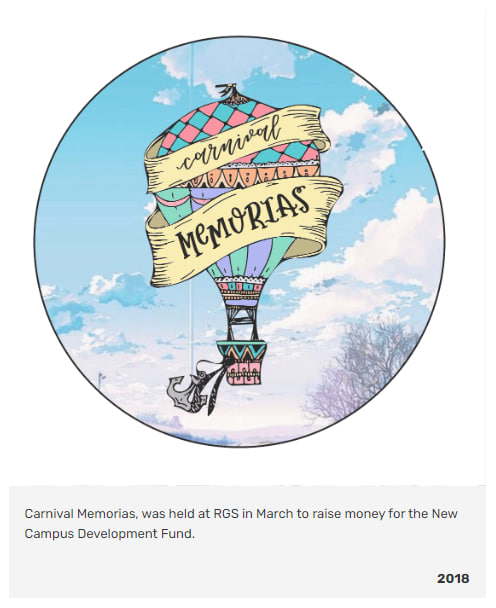 carnival
MEMORIAS
Carnival Memorias, was held at RGS in March to raise money for the New
Campus Development Fund.
2018